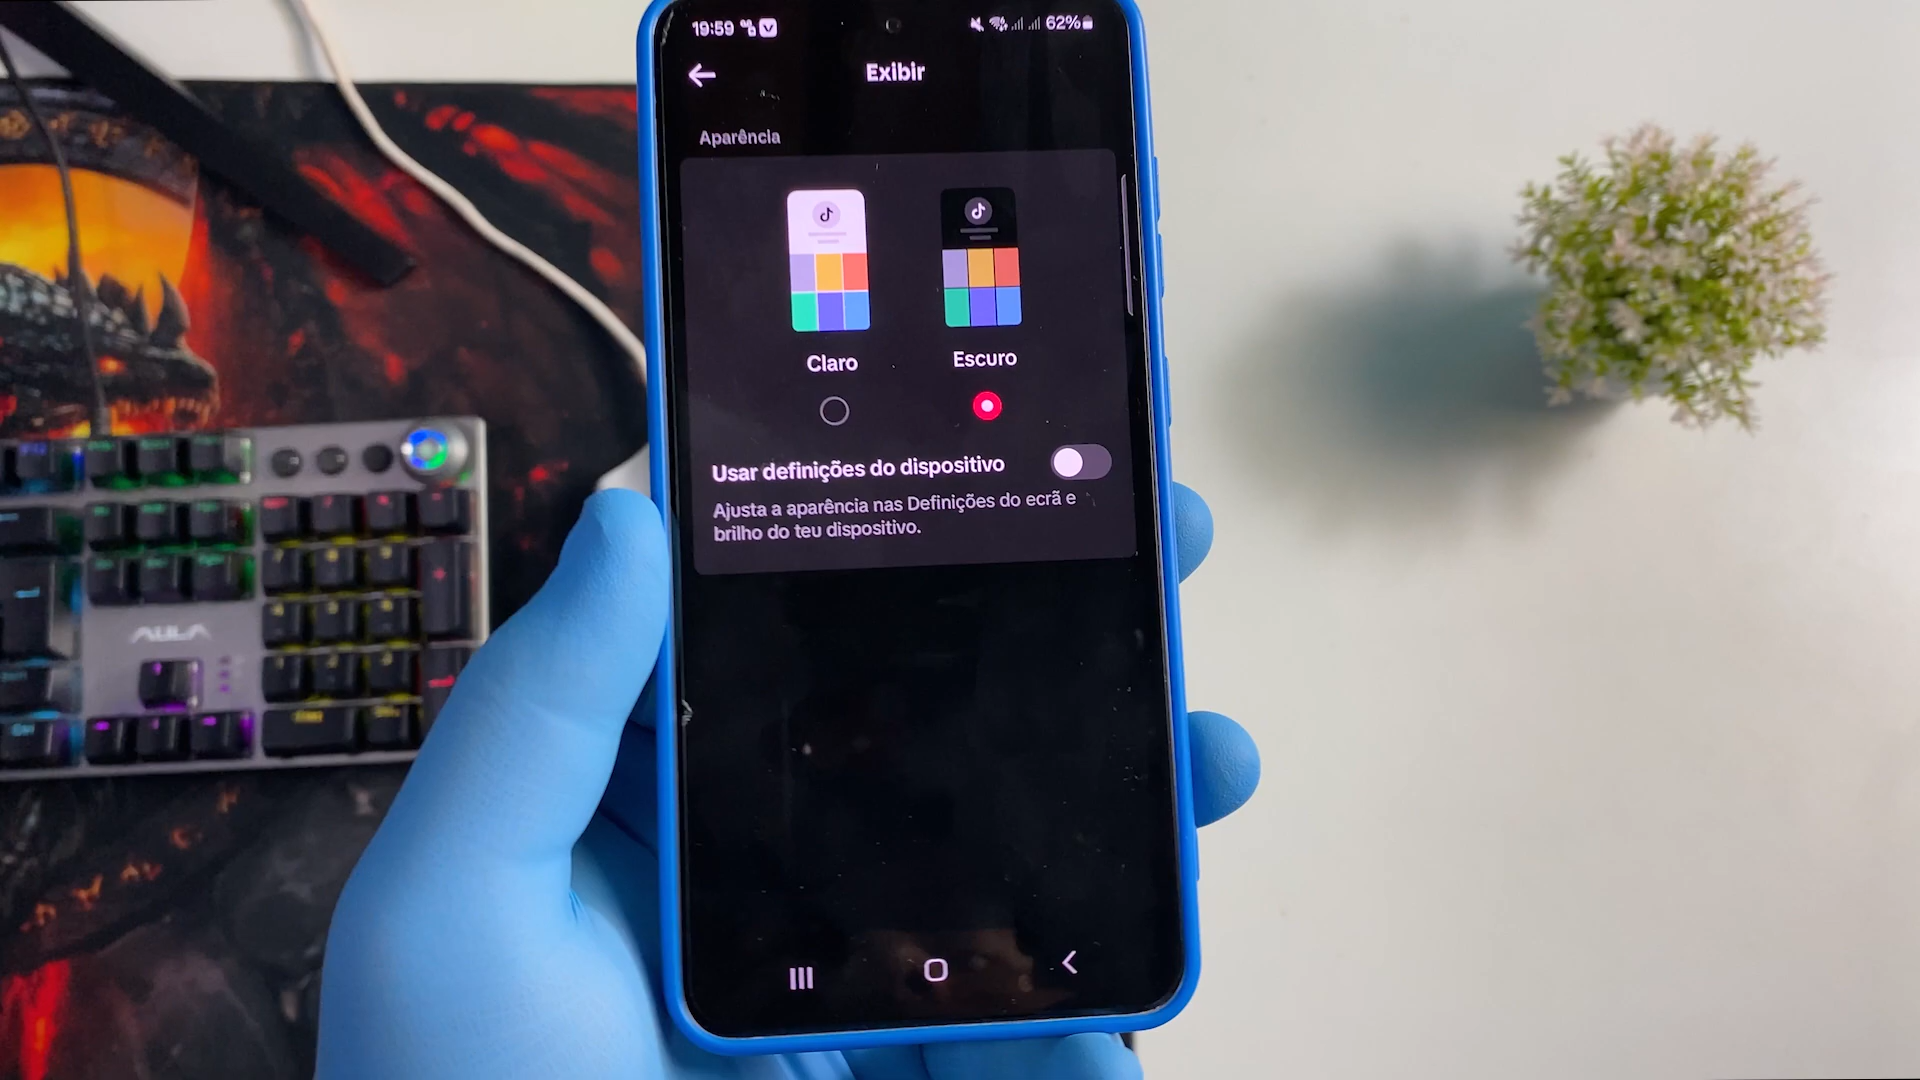 19:59
62%
Exibir
Aparência
Claro
Escuro
Usar definições do dispositivo
Ajusta a aparência nas Definições do ecrã e
brilho do teu dispositivo.
AULA